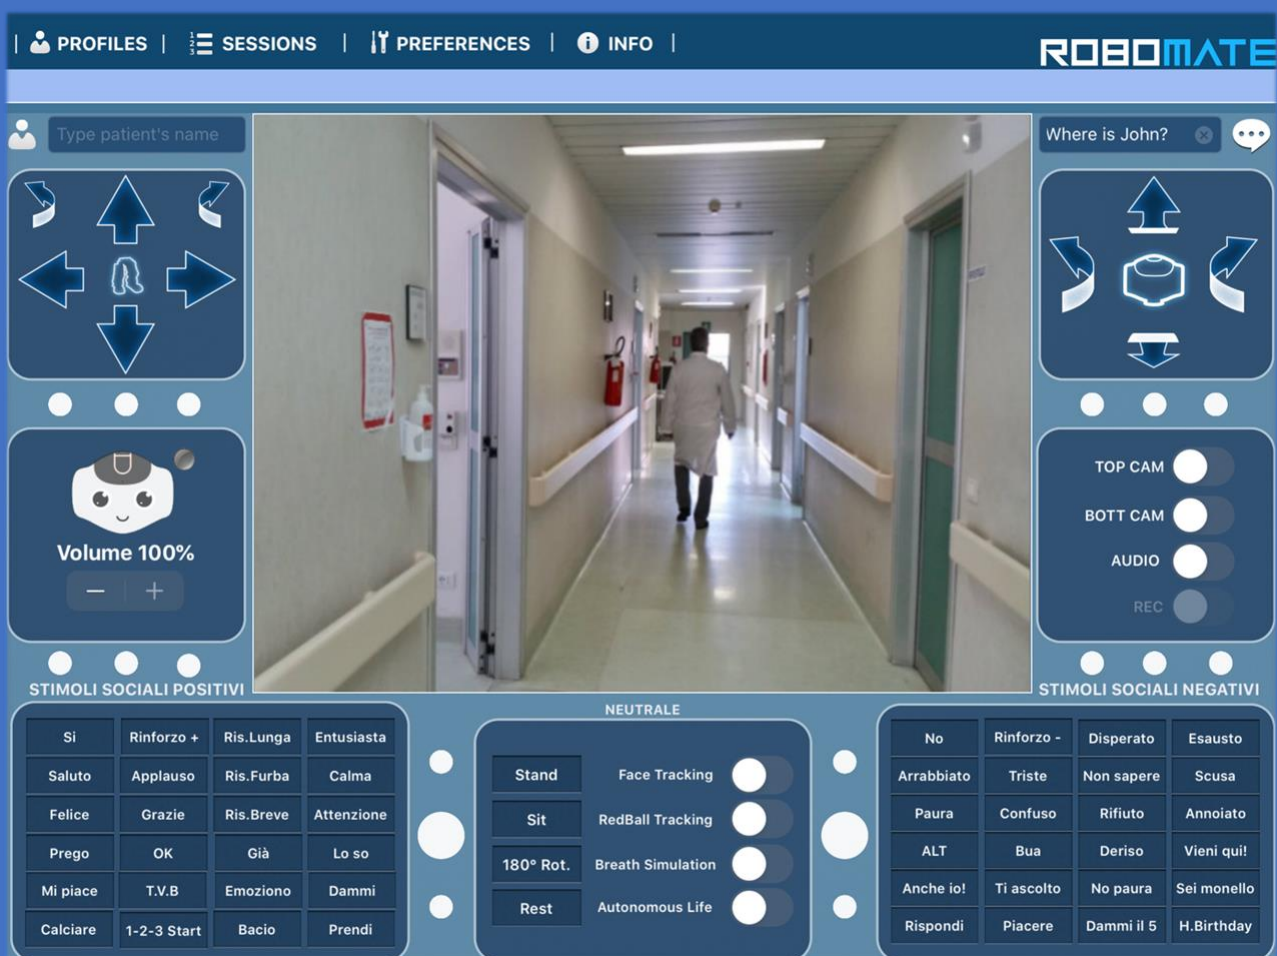 PROFILES | SESSIONS | PREFERENCES | INFO |
ROBOMATE
Type patient's name
Where is John?
Volume 100%
TOP CAM
BOTT CAM
AUDIO
REC
STIMOLI SOCIALI POSITIVI
Si Rinforzo + Ris.Lunga Entusiasta
Saluto Applauso Ris.Furba Calma
Felice Grazie Ris.Breve Attenzione
Prego OK Già Lo so
Mi piace T.V.B Emoziono Dammi
Calciare 1-2-3 Start Bacio Prendi
NEUTRALE
Stand Face Tracking
Sit RedBall Tracking
180° Rot. Breath Simulation
Rest Autonomous Life
STIMOLI SOCIALI NEGATIVI
No Rinforzo - Disperato Esausto
Arrabbiato Triste Non sapere Scusa
Paura Confuso Rifiuto Annoiato
ALT Bua Deriso Vieni qui!
Anche io! Ti ascolto No paura Sei monello
Rispondi Piacere Dammi il 5 H.Birthday